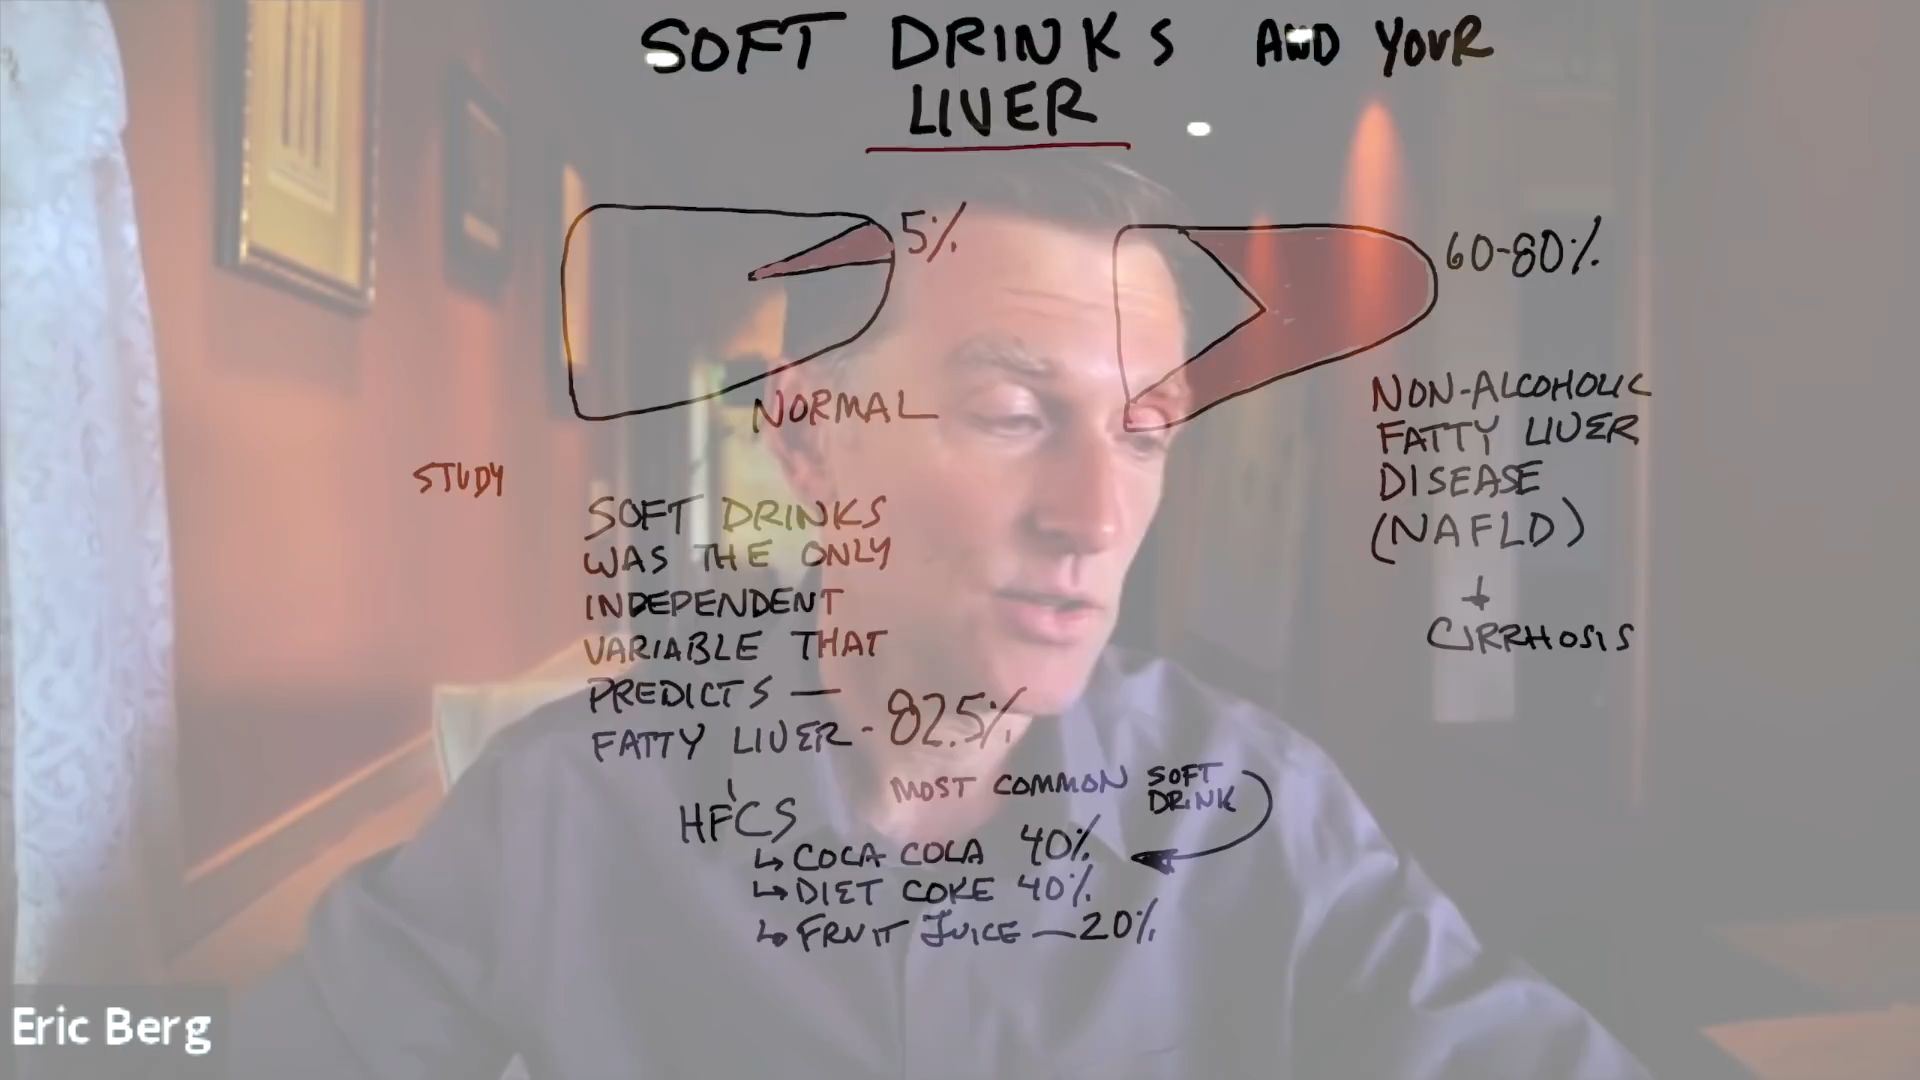 SOFT DRINKS AND YOUR
LIVER
5%
60-80%
NORMAL
NON-ALCOHOLIC
FATTY LIVER
DISEASE
(NAFLD)
CIRRHOSIS
STUDY
SOFT DRINKS
WAS THE ONLY
INDEPENDENT
VARIABLE THAT
PREDICTS —
FATTY LIVER - 82.5%
HFCS
MOST COMMON SOFT
DRINK
↳ COCA COLA 40%
↳ DIET COKE 40%
↳ FRUIT JUICE — 20%
Eric Berg